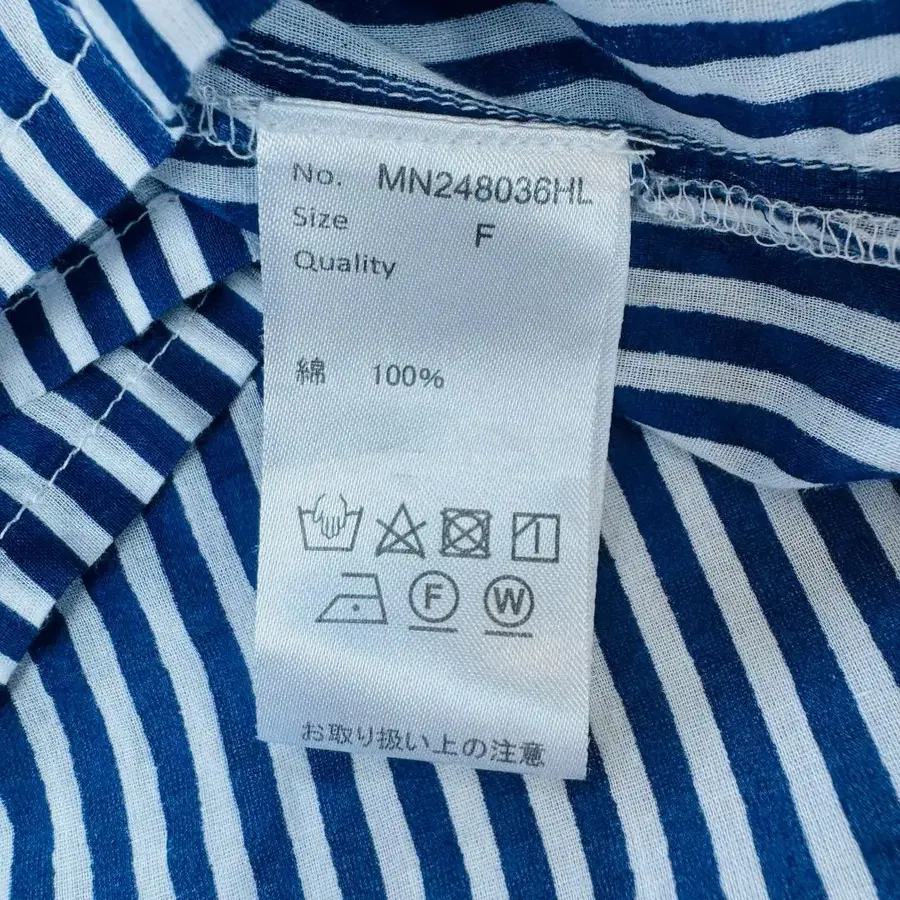 No. MN248036HL
Size F
Quality
綿 100%
F W
お取り扱い上の注意